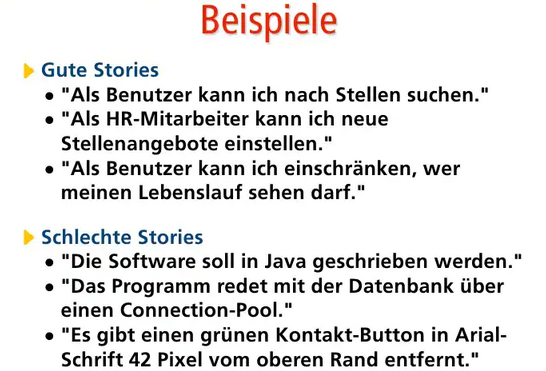 Beispiele
Gute Stories
• "Als Benutzer kann ich nach Stellen suchen."
• "Als HR-Mitarbeiter kann ich neue
Stellenangebote einstellen."
• "Als Benutzer kann ich einschränken, wer
meinen Lebenslauf sehen darf."
Schlechte Stories
• "Die Software soll in Java geschrieben werden."
• "Das Programm redet mit der Datenbank über
einen Connection-Pool."
• "Es gibt einen grünen Kontakt-Button in Arial-
Schrift 42 Pixel vom oberen Rand entfernt."